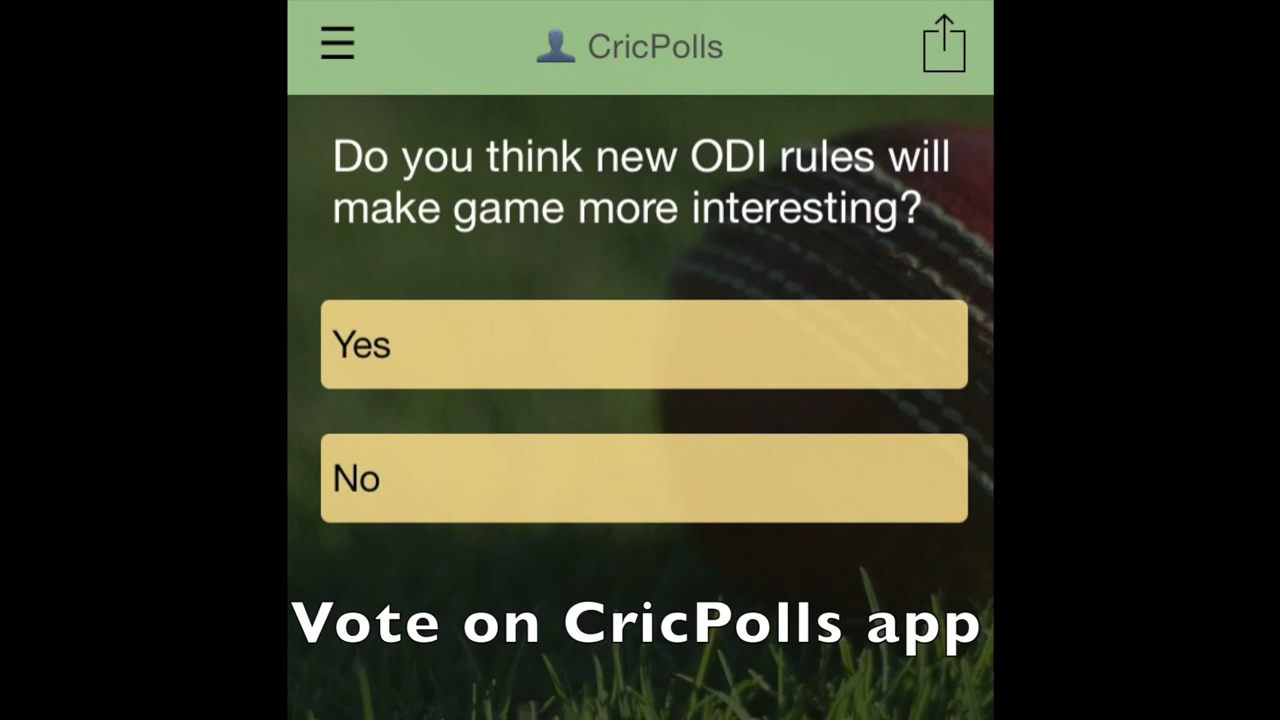 CricPolls
Do you think new ODI rules will
make game more interesting?
Yes
No
Vote on CricPolls app